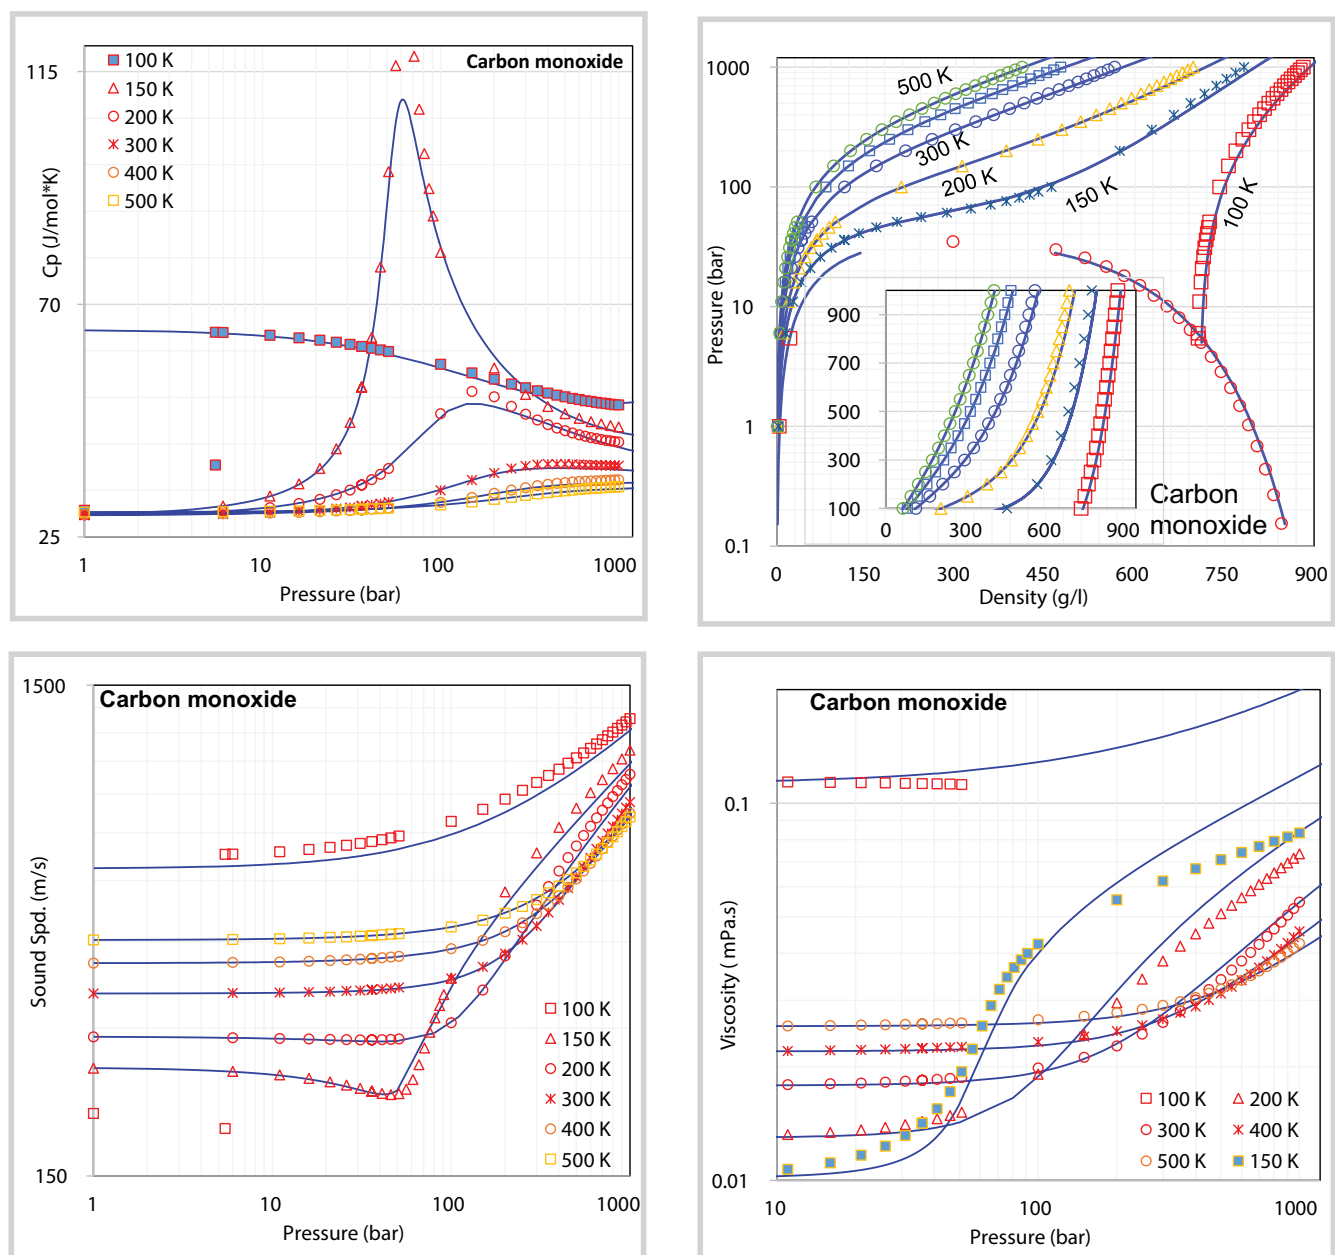 Carbon monoxide
115
70
25
Cp (J/mol*K)
100 K
150 K
200 K
300 K
400 K
500 K
1
10
100
1000
Pressure (bar)
1000
100
10
1
0.1
Pressure (bar)
500 K
300 K
200 K
150 K
100 K
900
700
500
300
100
0
300
600
900
Carbon
monoxide
0
150
300
450
600
750
900
Density (g/l)
1500
150
Carbon monoxide
Sound Spd. (m/s)
100 K
150 K
200 K
300 K
400 K
500 K
1
10
100
1000
Pressure (bar)
Carbon monoxide
0.1
0.01
Viscosity ( mPa.s)
100 K 200 K
300 K 400 K
500 K 150 K
10
100
1000
Pressure (bar)